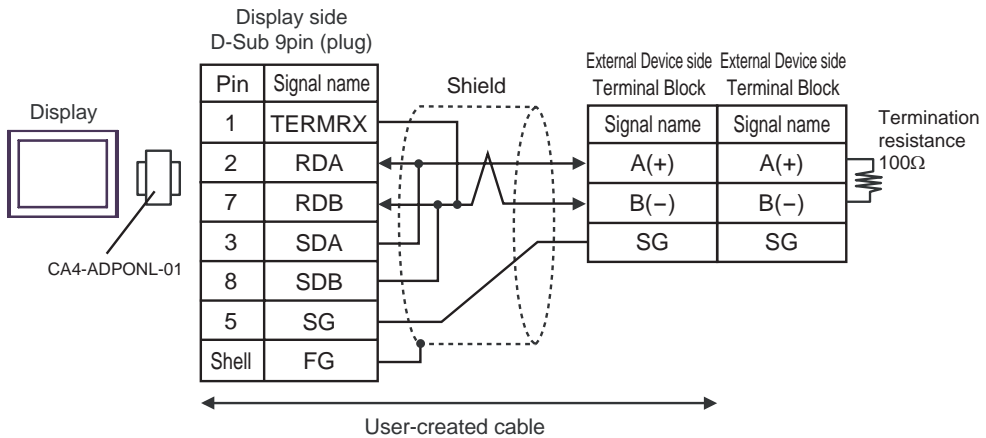 Display side
D-Sub 9pin (plug)
Pin Signal name
1 TERMRX
2 RDA
7 RDB
3 SDA
8 SDB
5 SG
Shell FG
Display
CA4-ADPONL-01
Shield
External Device side
Terminal Block
Signal name
A(+)
B(−)
SG
External Device side
Terminal Block
Signal name
A(+)
B(−)
SG
Termination
resistance
100Ω
User-created cable